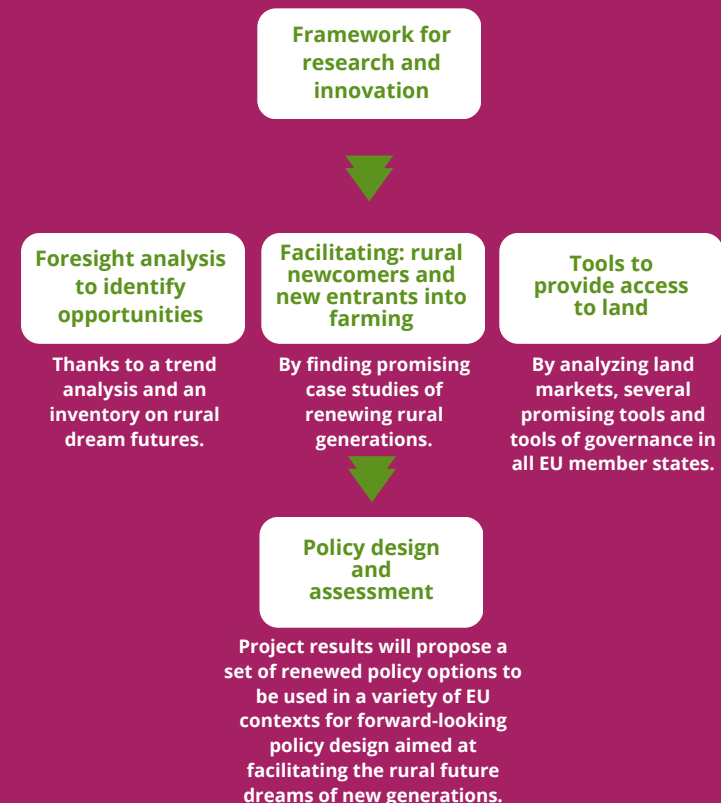 Framework for
research and
innovation
Foresight analysis
to identify
opportunities
Thanks to a trend
analysis and an
inventory on rural
dream futures.
Facilitating: rural
newcomers and
new entrants into
farming
By finding promising
case studies of
renewing rural
generations.
Tools to
provide access
to land
By analyzing land
markets, several
promising tools and
tools of governance in
all EU member states.
Policy design
and
assessment
Project results will propose a
set of renewed policy options to
be used in a variety of EU
contexts for forward-looking
policy design aimed at
facilitating the rural future
dreams of new generations.